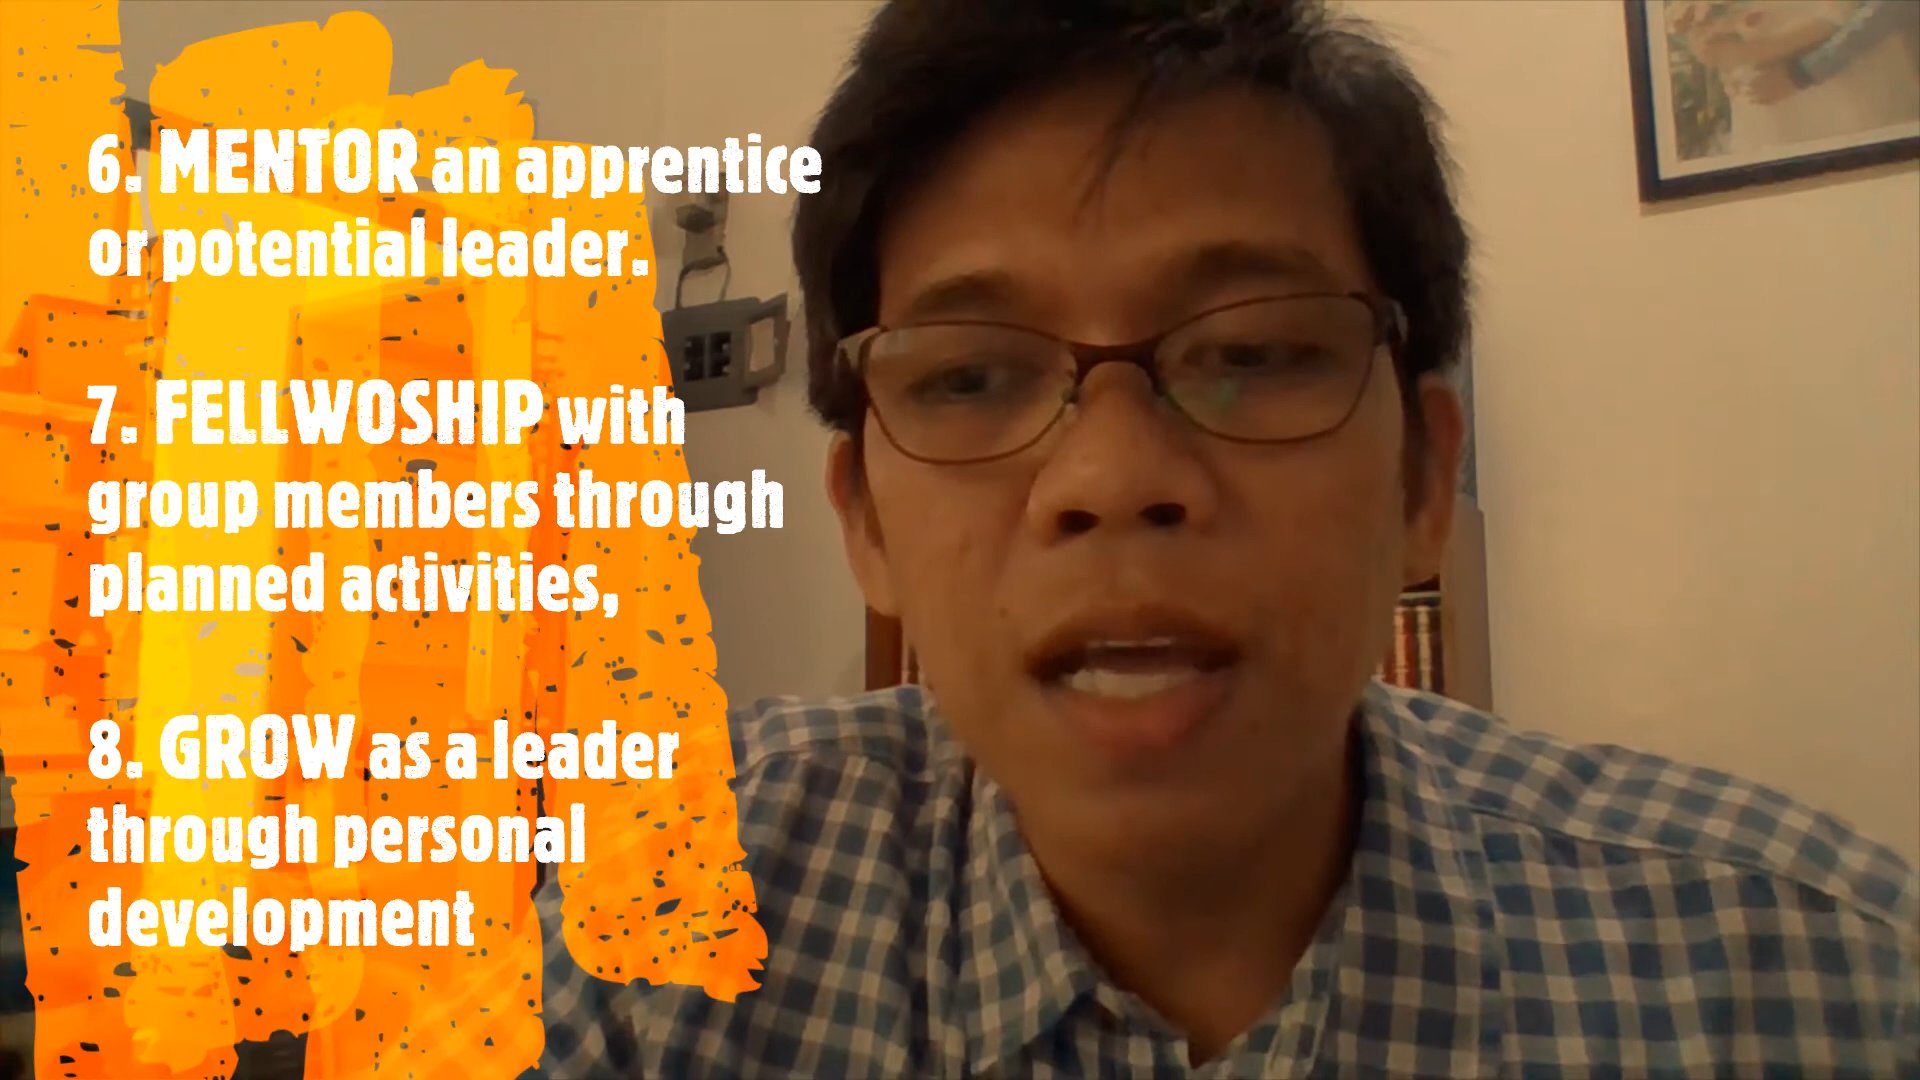 6. MENTOR an apprentice
or potential leader.
7. FELLWOSHIP with
group members through
planned activities,
8. GROW as a leader
through personal
development